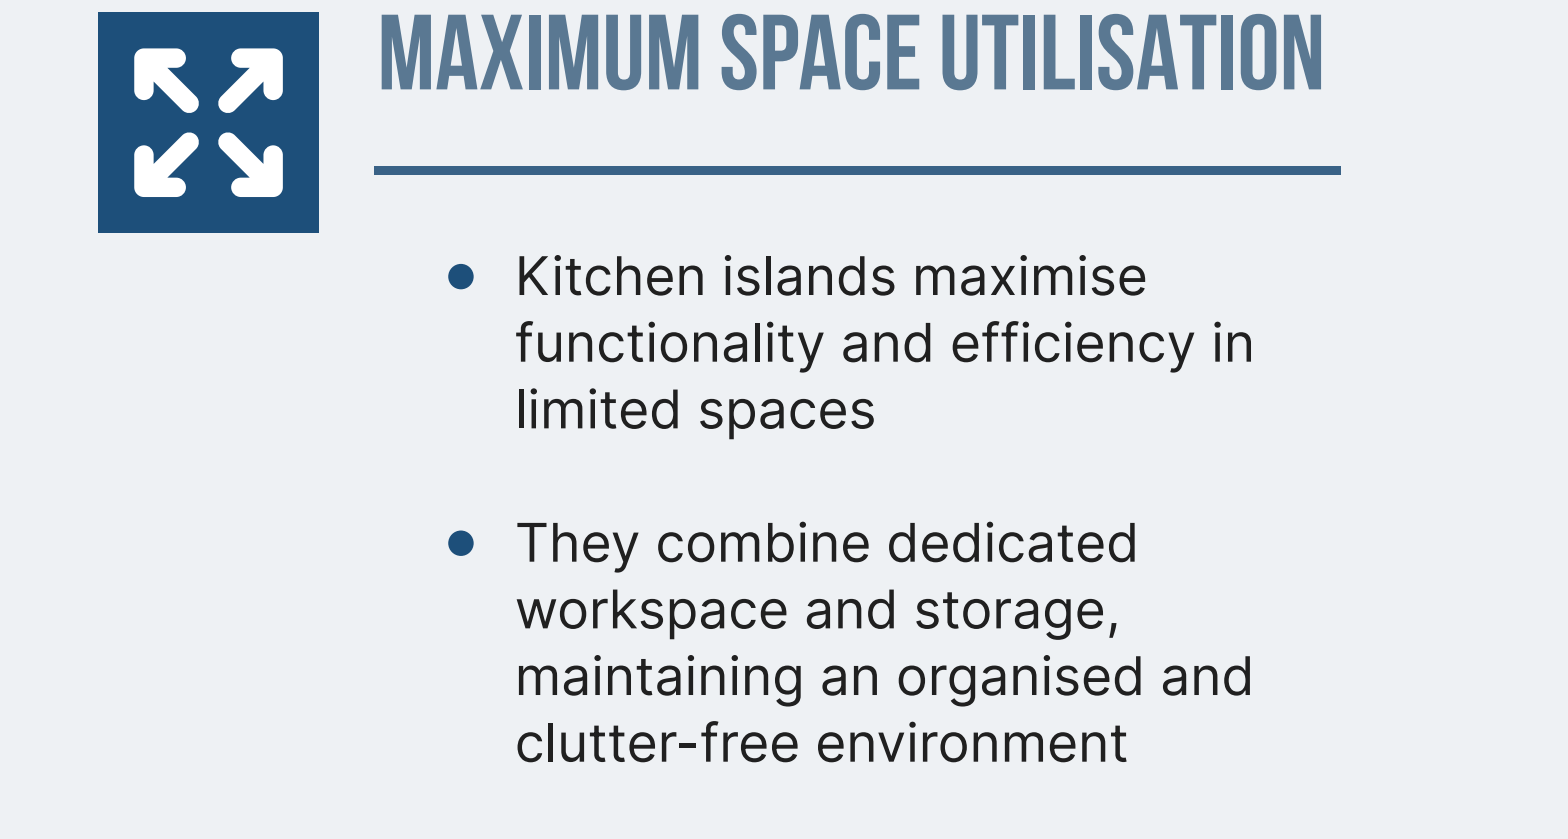 MAXIMUM SPACE UTILISATION
• Kitchen islands maximise
functionality and efficiency in
limited spaces
• They combine dedicated
workspace and storage,
maintaining an organised and
clutter-free environment